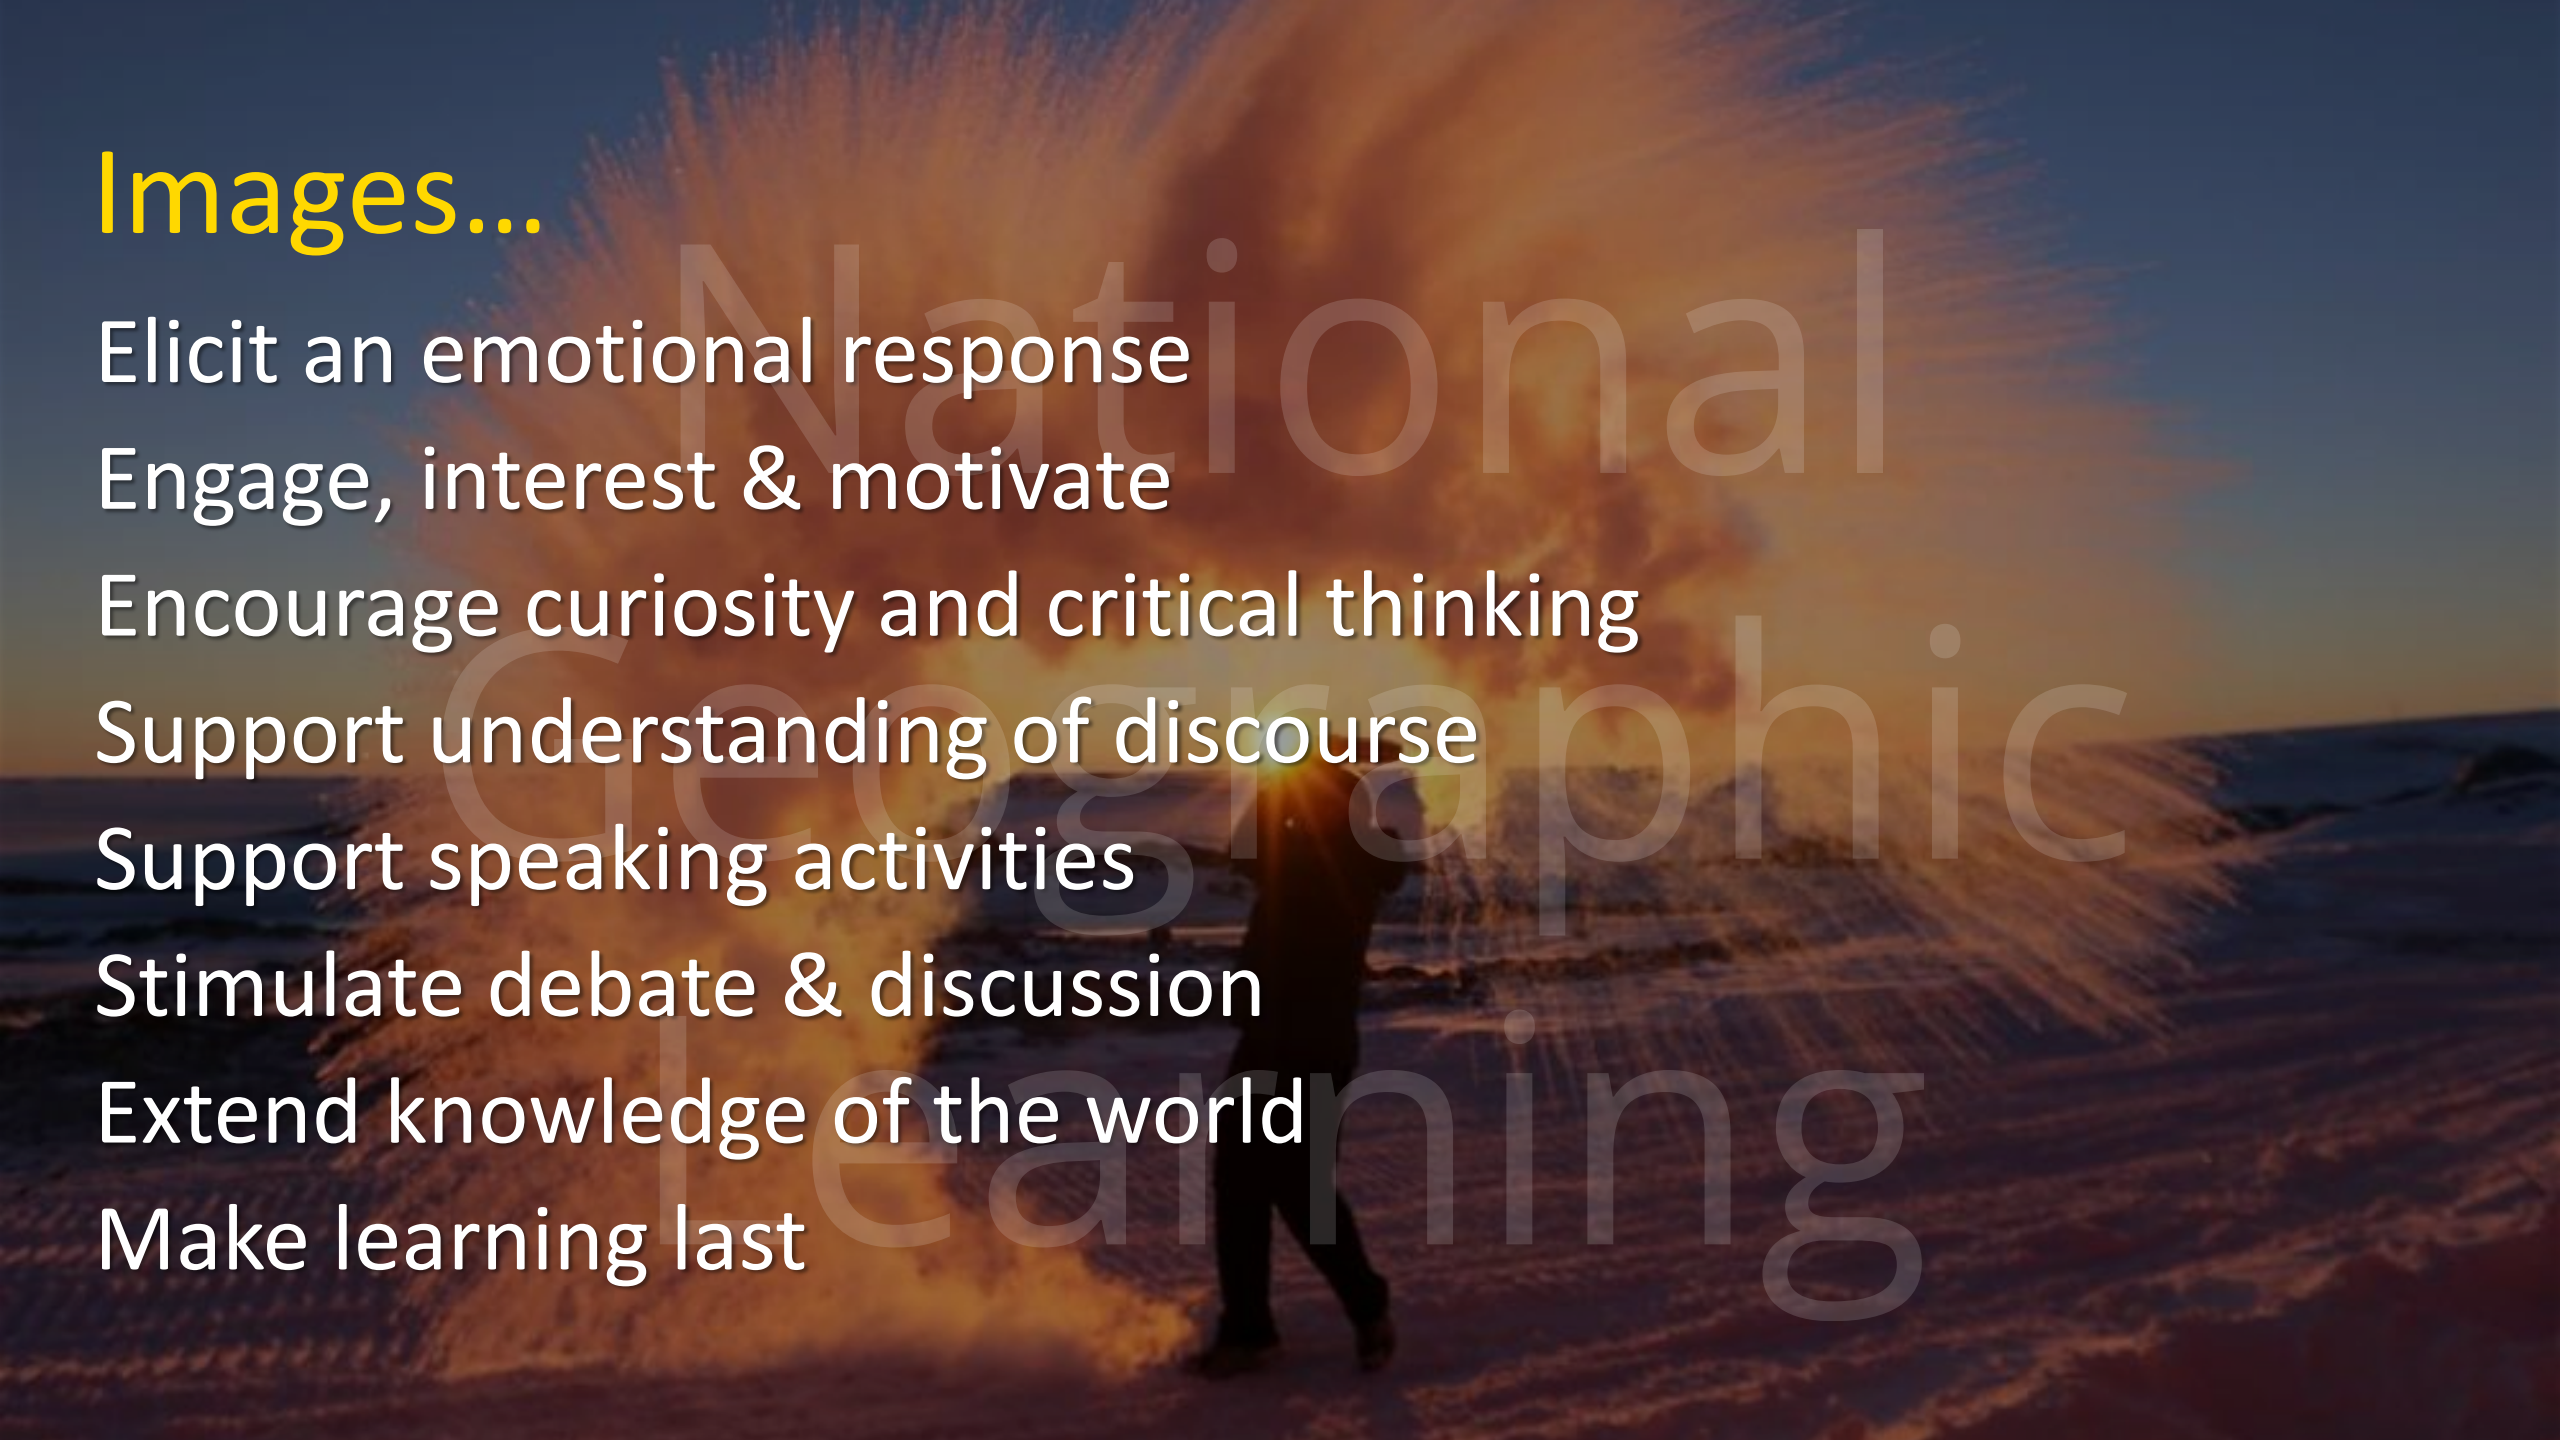 Images…
Elicit an emotional response
Engage, interest & motivate
Encourage curiosity and critical thinking
Support understanding of discourse
Support speaking activities
Stimulate debate & discussion
Extend knowledge of the world
Make learning last
National
Geographic
Learning